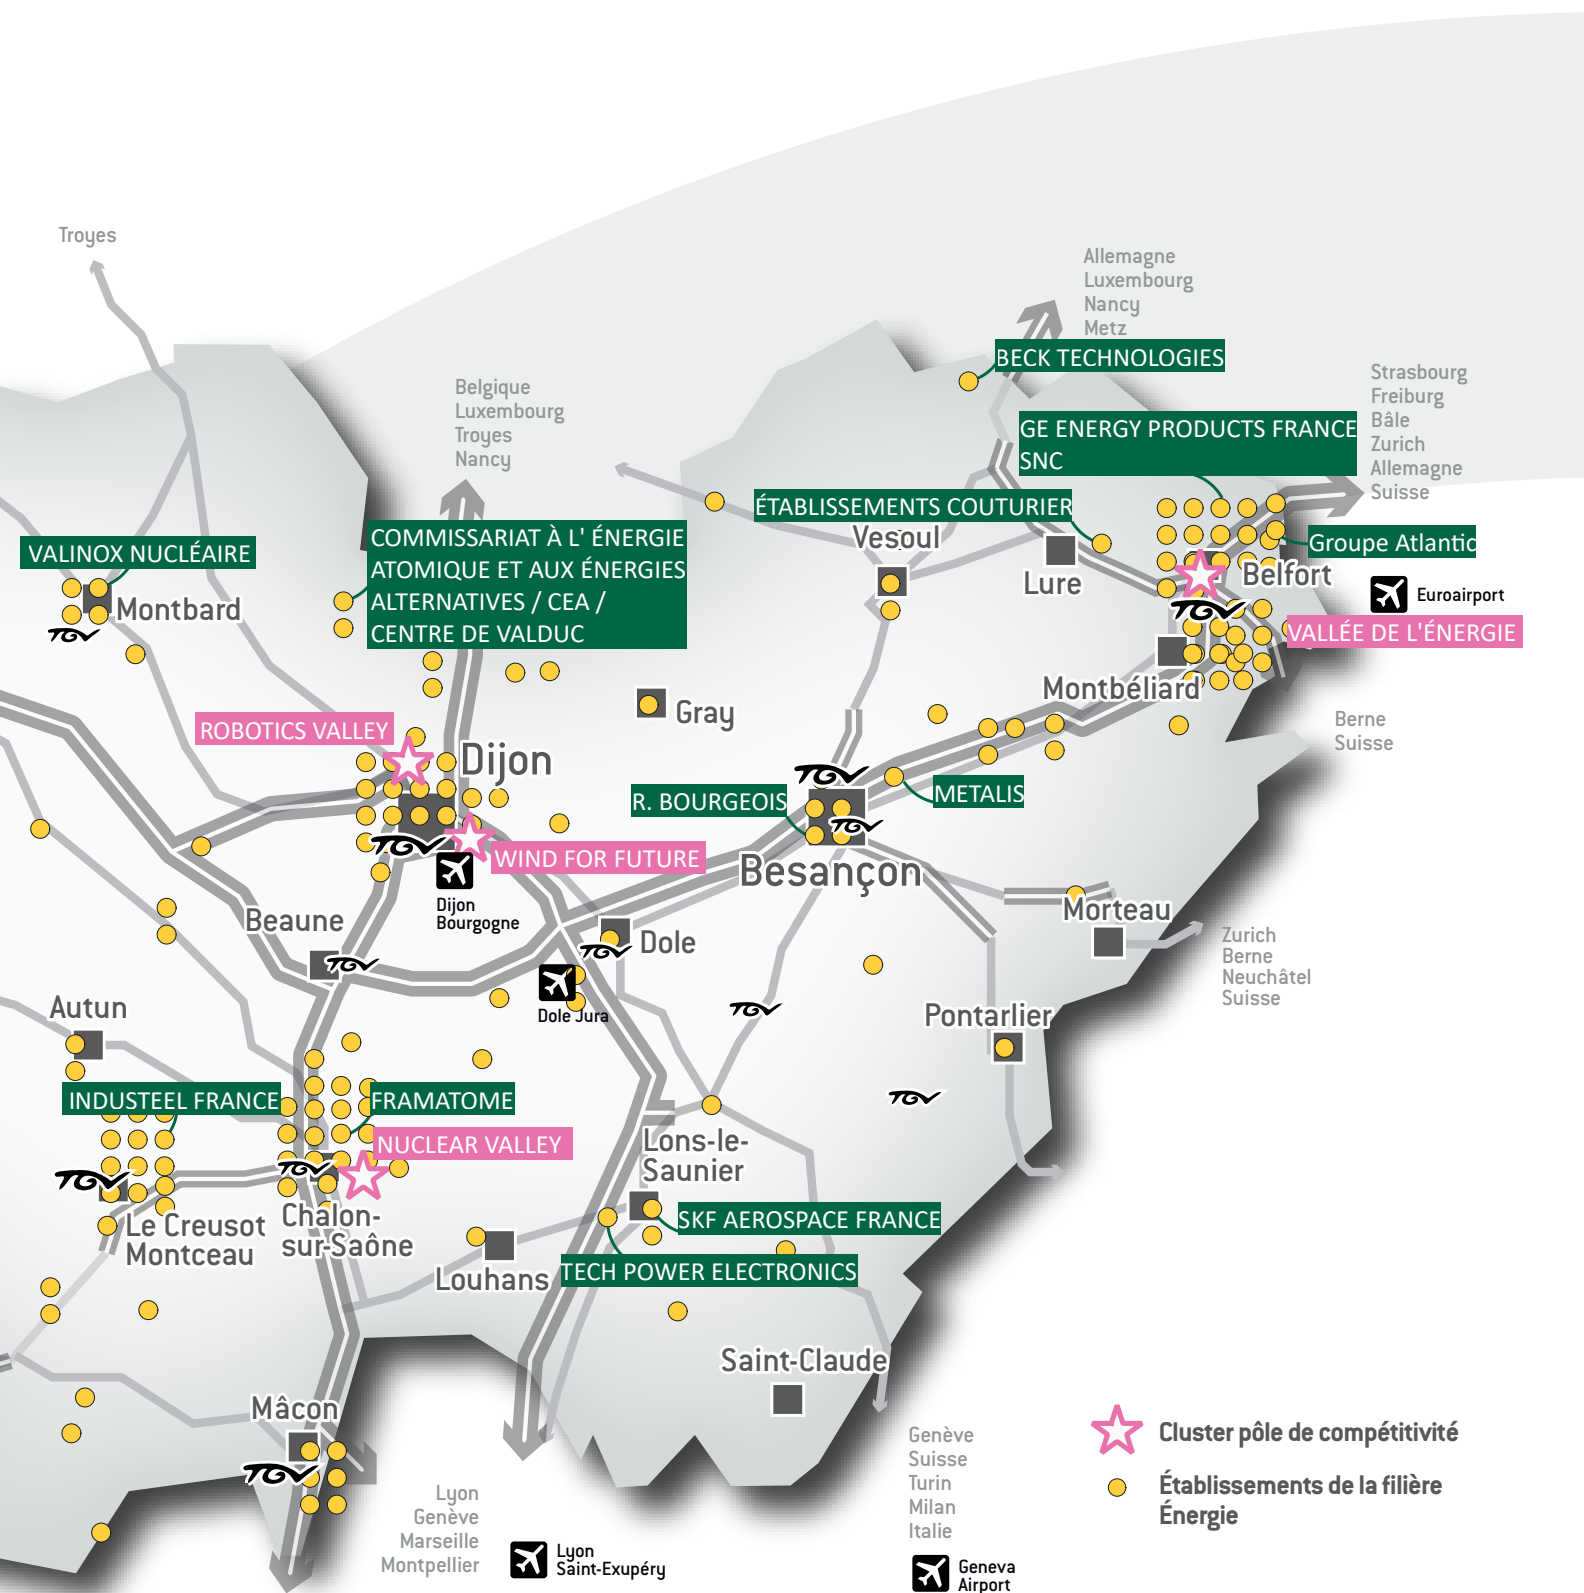 Troyes
Allemagne
Luxembourg
Nancy
Metz
BECK TECHNOLOGIES
Belgique
Luxembourg
Troyes
Nancy
Strasbourg
Freiburg
Bâle
Zurich
Allemagne
Suisse
GE ENERGY PRODUCTS FRANCE
SNC
ÉTABLISSEMENTS COUTURIER
Vesoul
Lure
Groupe Atlantic
Belfort
Euroairport
TGV
VALLÉE DE L'ÉNERGIE
VALINOX NUCLÉAIRE
Montbard
TGV
COMMISSARIAT À L' ÉNERGIE
ATOMIQUE ET AUX ÉNERGIES
ALTERNATIVES / CEA /
CENTRE DE VALDUC
Montbéliard
Gray
Berne
Suisse
ROBOTICS VALLEY
Dijon
TGV
WIND FOR FUTURE
Dijon
Bourgogne
TGV
METALIS
R. BOURGEOIS
TGV
Besançon
Beaune
TGV
Dole
TGV
Dole Jura
Morteau
Zurich
Berne
Neuchâtel
Suisse
Autun
TGV
Pontarlier
TGV
INDUSTEEL FRANCE
FRAMATOME
NUCLEAR VALLEY
TGV
TGV
Le Creusot
Montceau
Chalon-
sur-Saône
Lons-le-
Saunier
SKF AEROSPACE FRANCE
Louhans
TECH POWER ELECTRONICS
Saint-Claude
Mâcon
TGV
Lyon
Genève
Marseille
Montpellier
Lyon
Saint-Exupéry
Genève
Suisse
Turin
Milan
Italie
Geneva
Airport
Cluster pôle de compétitivité
Établissements de la filière
Énergie